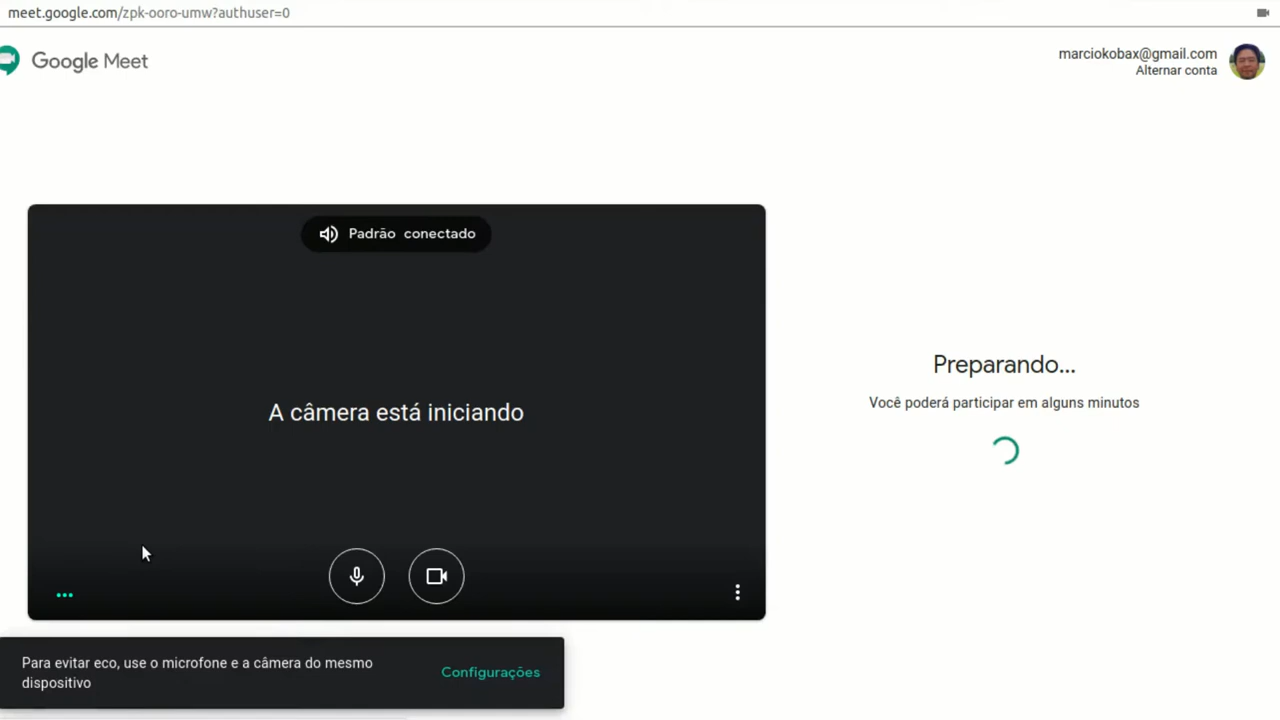 meet.google.com/zpk-ooro-umw?authuser=0
Google Meet
marciokobax@gmail.com
Alternar conta
Padrão conectado
A câmera está iniciando
Preparando...
Você poderá participar em alguns minutos
Para evitar eco, use o microfone e a câmera do mesmo
dispositivo
Configurações